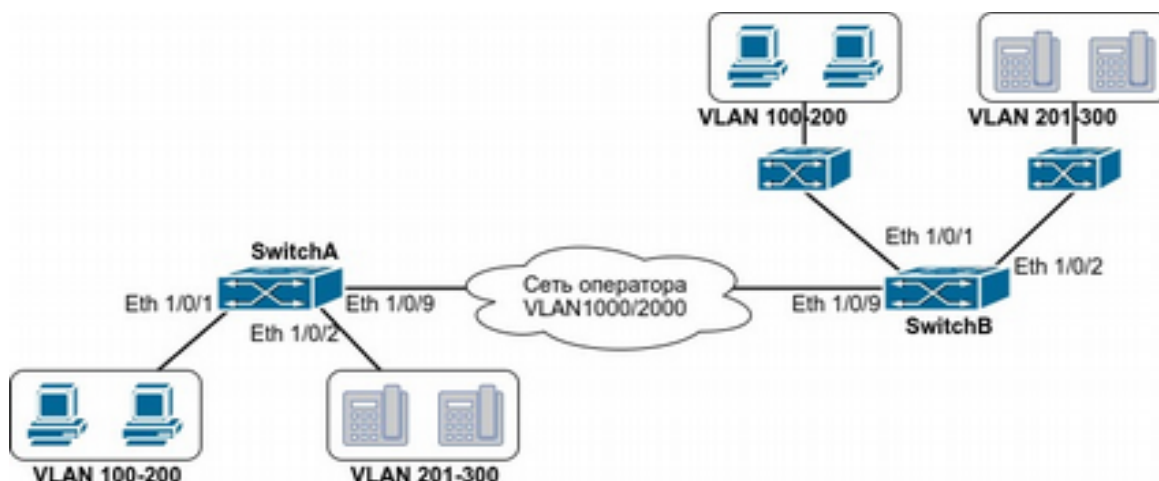 VLAN 100-200
VLAN 201-300
Eth 1/0/1
Eth 1/0/2
SwitchA
Eth 1/0/1
Eth 1/0/9
Eth 1/0/2
Сеть оператора
VLAN1000/2000
Eth 1/0/9
SwitchB
VLAN 100-200
VLAN 201-300